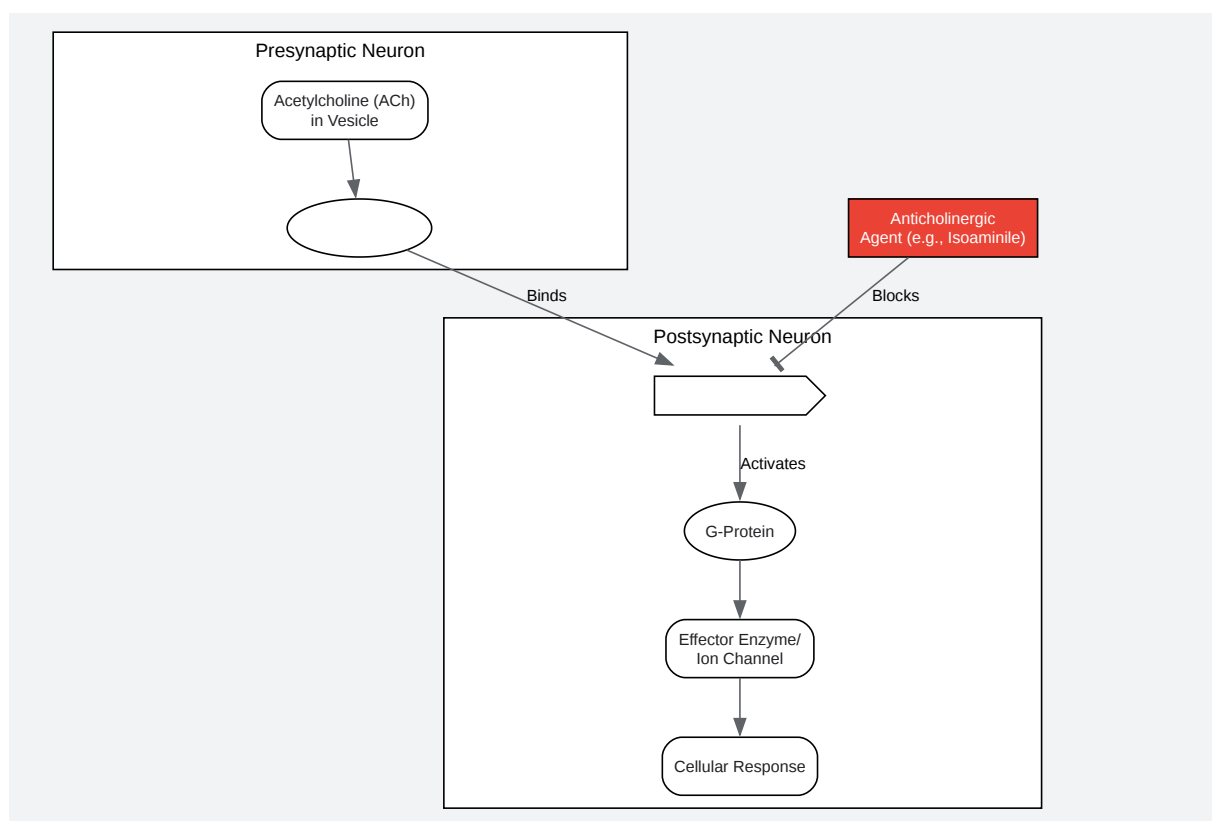 Presynaptic Neuron
Acetylcholine (ACh)
in Vesicle
Anticholinergic
Agent (e.g., Isoaminile)
Binds
Blocks
Postsynaptic Neuron
Activates
G-Protein
Effector Enzyme/
Ion Channel
Cellular Response